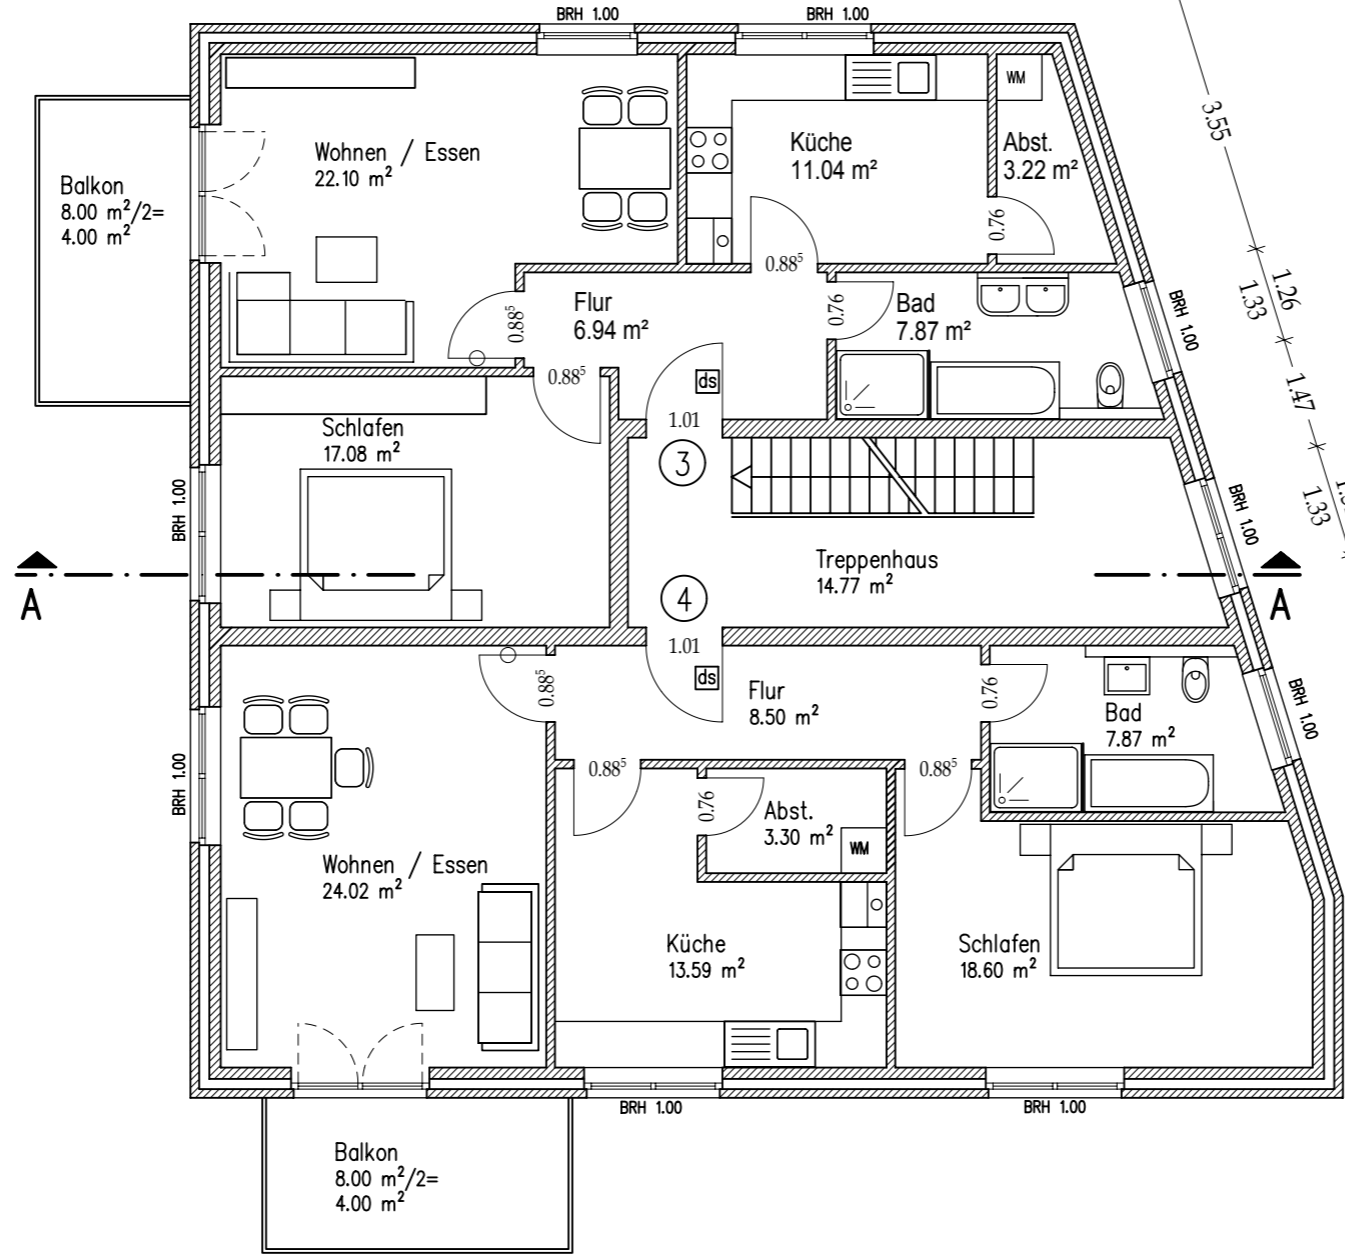 BRH 1.00
BRH 1.00
WM
3.55
Küche
11.04 m²
Abst.
3.22 m²
Wohnen / Essen
22.10 m²
Balkon
8.00 m²/2=
4.00 m²
0.76
0.88⁵
1.26
1.33
Flur
6.94 m²
0.88⁵
0.76
Bad
7.87 m²
BRH 1.00
0.88⁵
ds
1.47
1.01
Schlafen
17.08 m²
3
BRH 1.00
BRH 1.00
1.33
Treppenhaus
14.77 m²
A
A
4
1.01
ds
0.88⁵
Flur
8.50 m²
0.76
Bad
7.87 m²
BRH 1.00
BRH 1.00
0.88⁵
0.88⁵
0.76
Abst.
3.30 m²
WM
Wohnen / Essen
24.02 m²
Küche
13.59 m²
Schlafen
18.60 m²
BRH 1.00
BRH 1.00
Balkon
8.00 m²/2=
4.00 m²